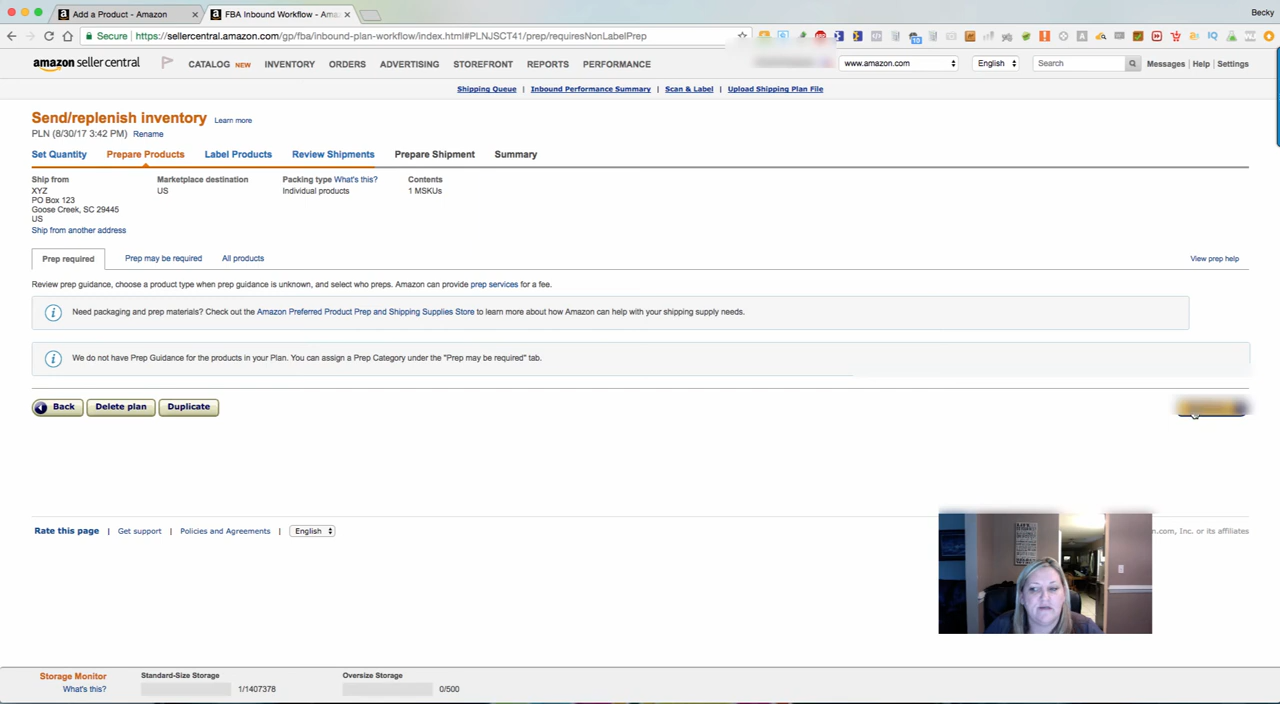 Add a Product - Amazon
FBA Inbound Workflow - Ama
Becky
Secure
https://sellercentral.amazon.com/gp/fba/inbound-plan-workflow/index.html#PLNJSCT41/prep/requiresNonLabelPrep
amazon seller central
CATALOG NEW INVENTORY ORDERS ADVERTISING STOREFRONT REPORTS PERFORMANCE
www.amazon.com
English
Search
Messages | Help | Settings
Shipping Queue | Inbound Performance Summary | Scan & Label | Upload Shipping Plan File
Send/replenish inventory Learn more
PLN (8/30/17 3:42 PM) Rename
Set Quantity Prepare Products Label Products Review Shipments Prepare Shipment Summary
Ship from
XYZ
PO Box 123
Goose Creek, SC 29445
US
Ship from another address
Marketplace destination
US
Packing type What's this?
Individual products
Contents
1 MSKUs
Prep required Prep may be required All products View prep help
Review prep guidance, choose a product type when prep guidance is unknown, and select who preps. Amazon can provide prep services for a fee.
Need packaging and prep materials? Check out the Amazon Preferred Product Prep and Shipping Supplies Store to learn more about how Amazon can help with your shipping supply needs.
We do not have Prep Guidance for the products in your Plan. You can assign a Prep Category under the "Prep may be required" tab.
Back Delete plan Duplicate
Rate this page | Get support | Policies and Agreements | English
n.com, Inc. or its affiliates
Storage Monitor
What's this?
Standard-Size Storage
1/1407378
Oversize Storage
0/500